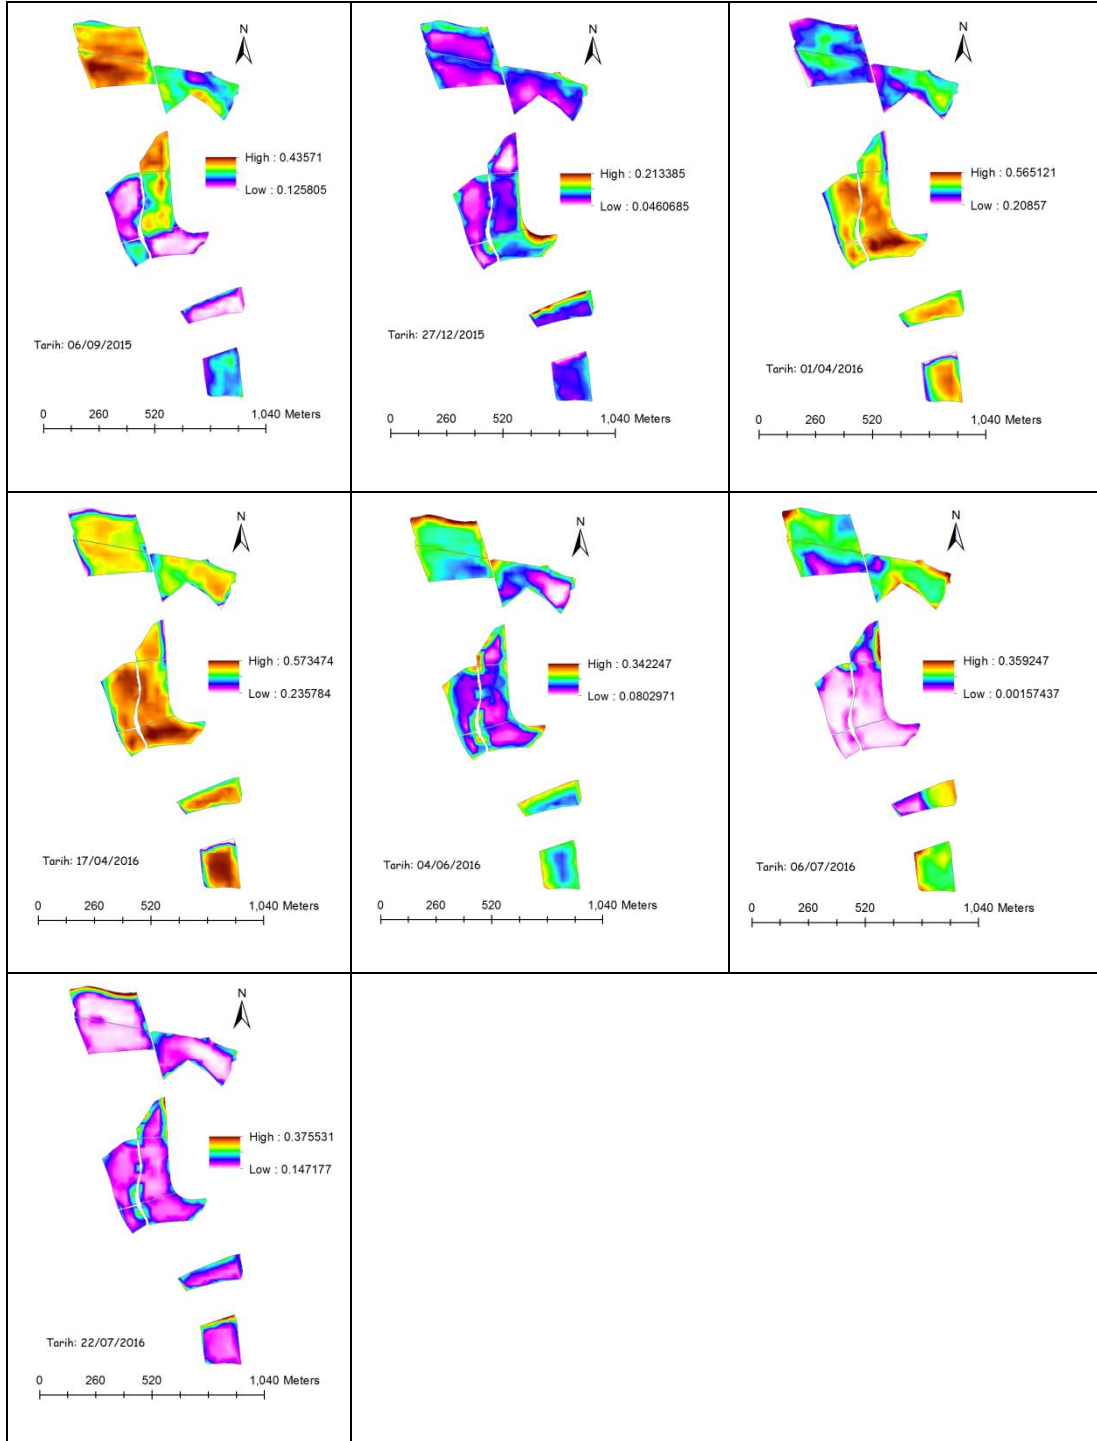 N
High : 0.43571
Low : 0.125805
Tarih: 06/09/2015
0 260 520 1,040 Meters
N
High : 0.213385
Low : 0.0460685
Tarih: 27/12/2015
0 260 520 1,040 Meters
N
High : 0.565121
Low : 0.20857
Tarih: 01/04/2016
0 260 520 1,040 Meters
N
High : 0.573474
Low : 0.235784
Tarih: 17/04/2016
0 260 520 1,040 Meters
N
High : 0.342247
Low : 0.0802971
Tarih: 04/06/2016
0 260 520 1,040 Meters
N
High : 0.359247
Low : 0.00157437
Tarih: 06/07/2016
0 260 520 1,040 Meters
N
High : 0.375531
Low : 0.147177
Tarih: 22/07/2016
0 260 520 1,040 Meters